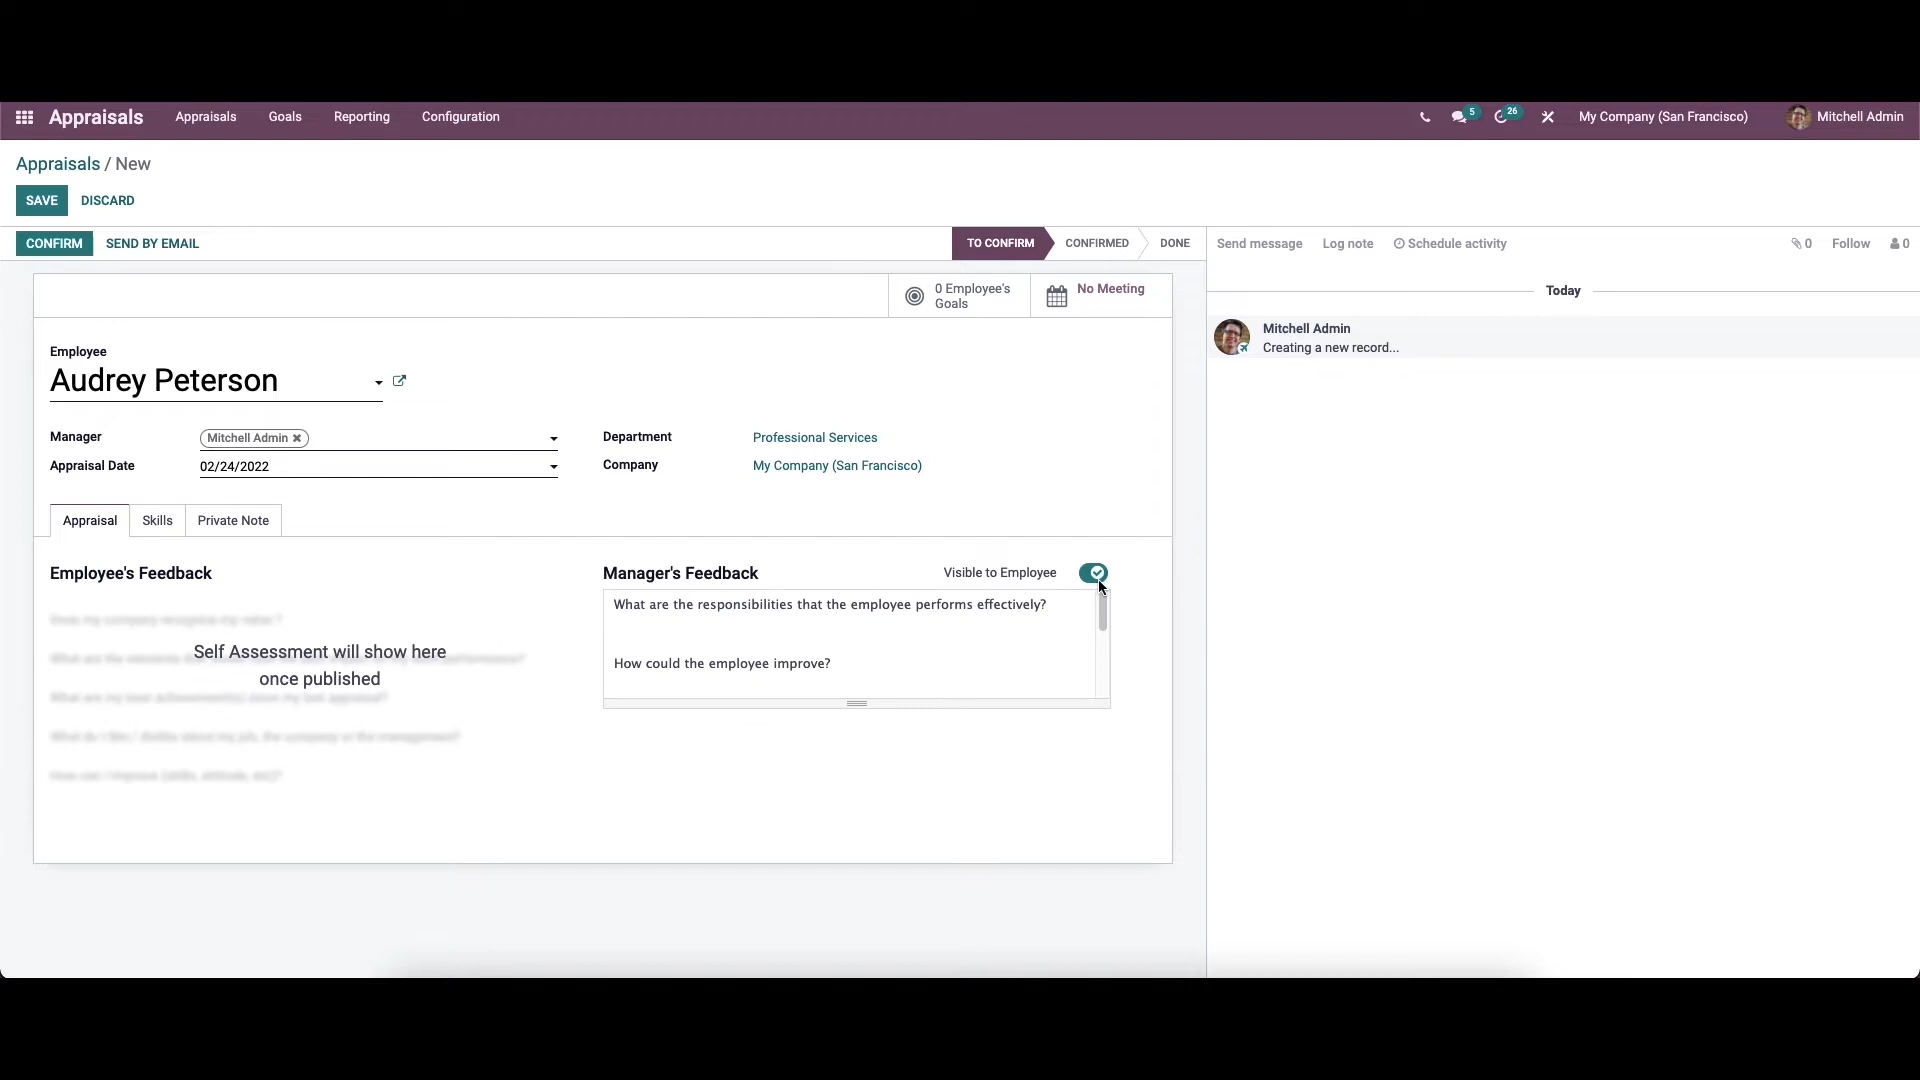 Appraisals
Appraisals
Goals
Reporting
Configuration
5
26
My Company (San Francisco)
Mitchell Admin
Appraisals / New
SAVE
DISCARD
CONFIRM
SEND BY EMAIL
TO CONFIRM
CONFIRMED
DONE
Send message
Log note
Schedule activity
0
Follow
0
0 Employee's
Goals
No Meeting
Today
Mitchell Admin
Creating a new record...
Employee
Audrey Peterson
Manager
Mitchell Admin
Department
Professional Services
Appraisal Date
02/24/2022
Company
My Company (San Francisco)
Appraisal
Skills
Private Note
Employee's Feedback
Manager's Feedback
Visible to Employee
What are the responsibilities that the employee performs effectively?
How could the employee improve?
Self Assessment will show here
once published